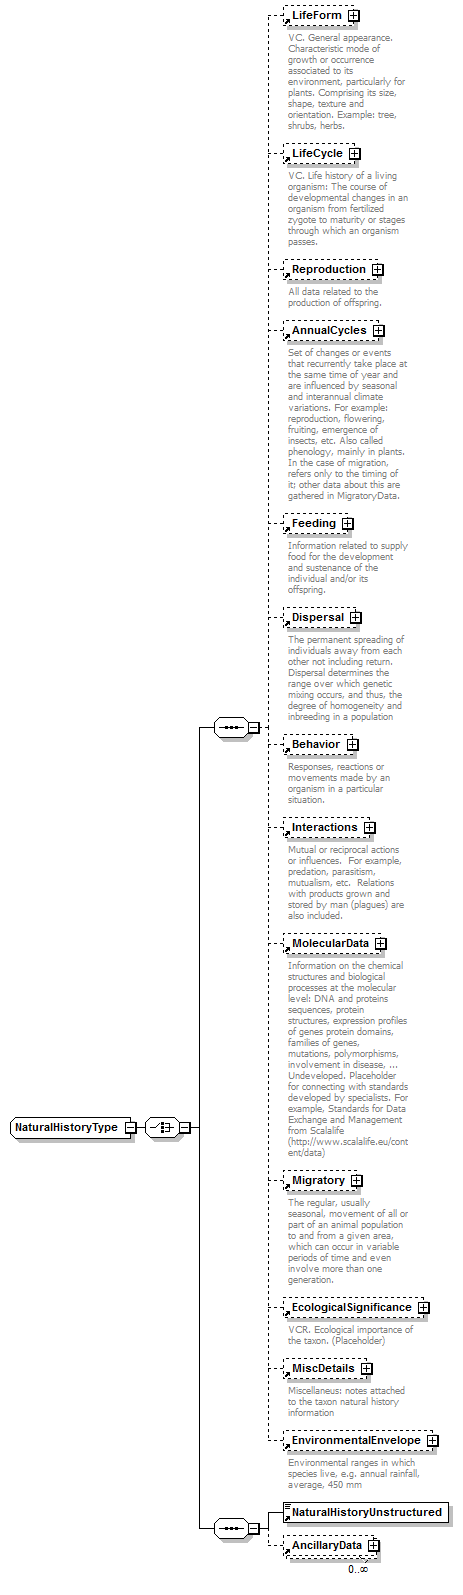 LifeForm
VC. General appearance.
Characteristic mode of
growth or occurrence
associated to its
environment, particularly for
plants. Comprising its size,
shape, texture and
orientation. Example: tree,
shrubs, herbs.
LifeCycle
VC. Life history of a living
organism: The course of
developmental changes in an
organism from fertilized
zygote to maturity or stages
through which an organism
passes.
Reproduction
All data related to the
production of offspring.
AnnualCycles
Set of changes or events
that recurrently take place at
the same time of year and
are influenced by seasonal
and interannual climate
variations. For example:
reproduction, flowering,
fruiting, emergence of
insects, etc. Also called
phenology, mainly in plants.
In the case of migration,
refers only to the timing of
it; other data about this are
gathered in MigratoryData.
Feeding
Information related to supply
food for the development
and sustenance of the
individual and/or its
offspring.
Dispersal
The permanent spreading of
individuals away from each
other not including return.
Dispersal determines the
range over which genetic
mixing occurs, and thus, the
degree of homogeneity and
inbreeding in a population
Behavior
Responses, reactions or
movements made by an
organism in a particular
situation.
Interactions
Mutual or reciprocal actions
or influences.  For example,
predation, parasitism,
mutualism, etc.  Relations
with products grown and
stored by man (plagues) are
also included.
MolecularData
Information on the chemical
structures and biological
processes at the molecular
level: DNA and proteins
sequences, protein
structures, expression profiles
of genes protein domains,
families of genes,
mutations, polymorphisms,
involvement in disease, ...
Undeveloped. Placeholder
for connecting with standards
developed by specialists. For
example, Standards for Data
Exchange and Management
from Scalalife
(http://www.scalalife.eu/cont
ent/data)
NaturalHistoryType
Migratory
The regular, usually
seasonal, movement of all or
part of an animal population
to and from a given area,
which can occur in variable
periods of time and even
involve more than one
generation.
EcologicalSignificance
VCR. Ecological importance of
the taxon. (Placeholder)
MiscDetails
Miscellaneus: notes attached
to the taxon natural history
information
EnvironmentalEnvelope
Environmental ranges in which
species live, e.g. annual rainfall,
average, 450 mm
NaturalHistoryUnstructured
AncillaryData
0..∞